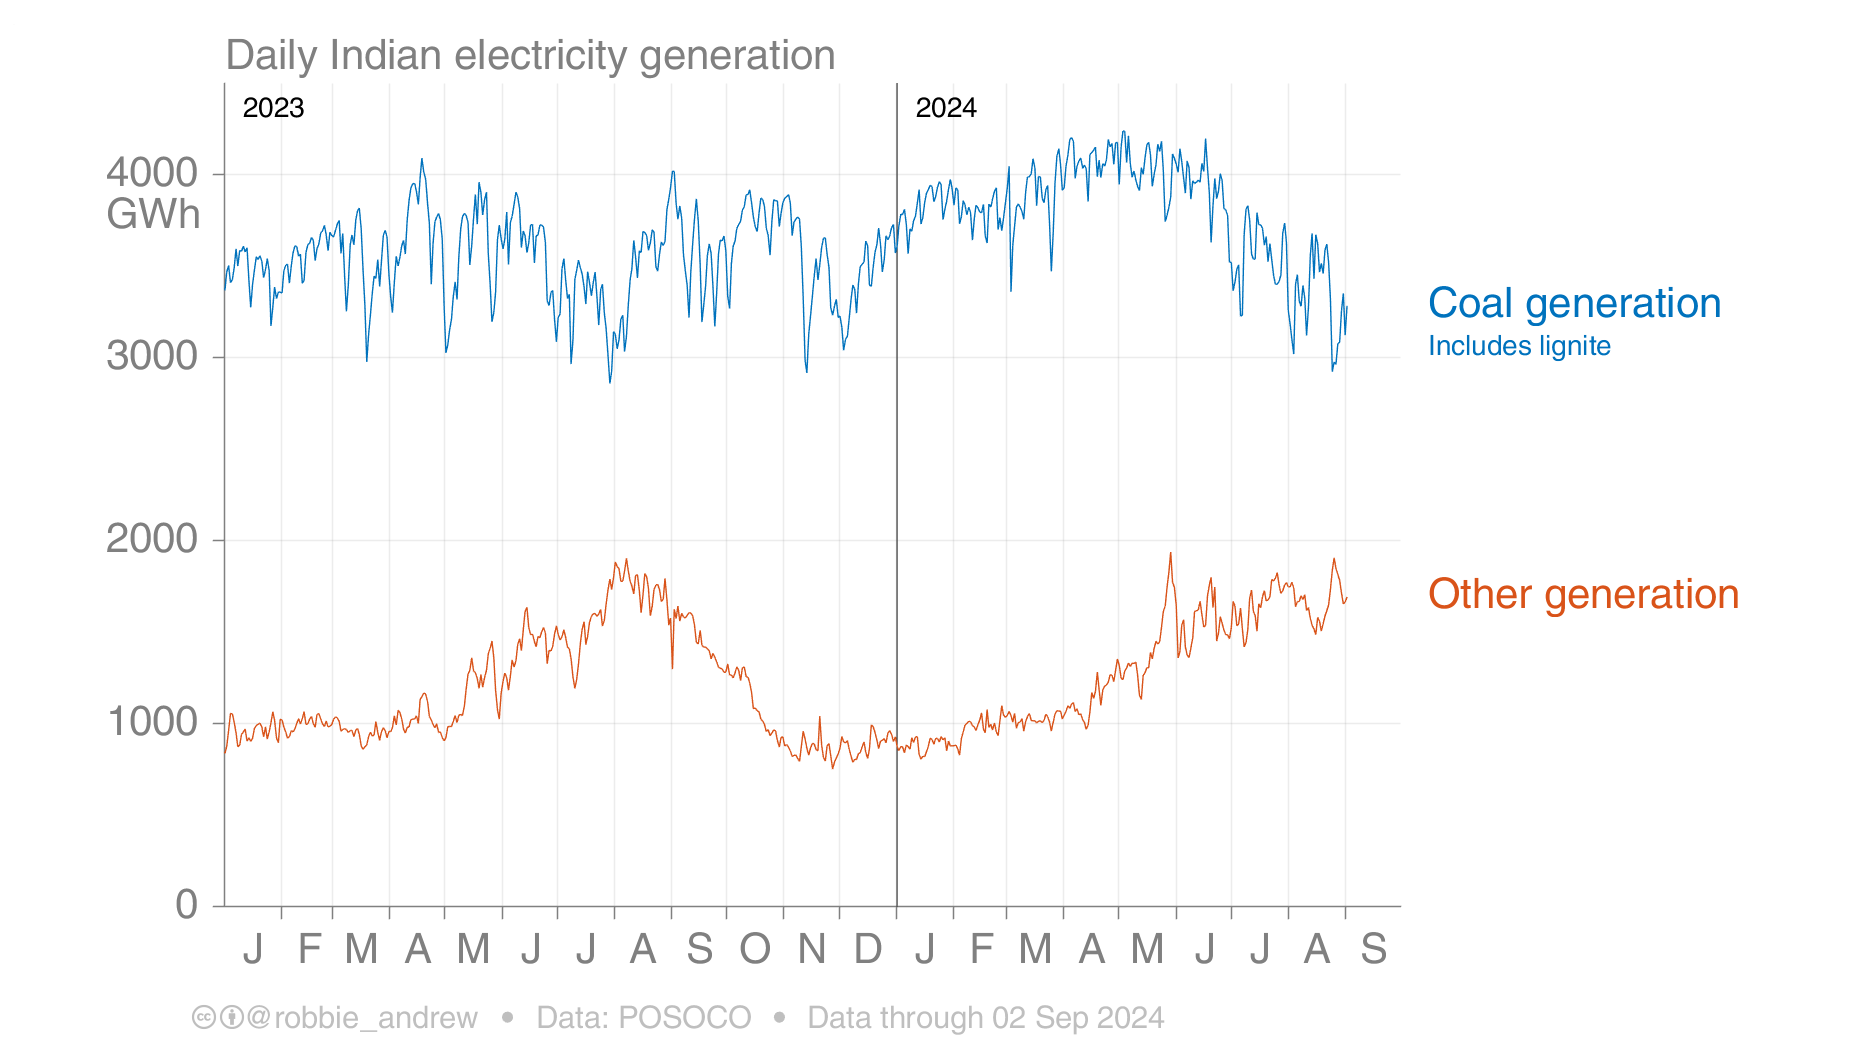 Daily Indian electricity generation
2023
2024
4000
GWh
3000
2000
1000
0
Coal generation
Includes lignite
Other generation
J F M A M J J A S O N D J F M A M J J A S
cc @robbie_andrew • Data: POSOCO • Data through 02 Sep 2024